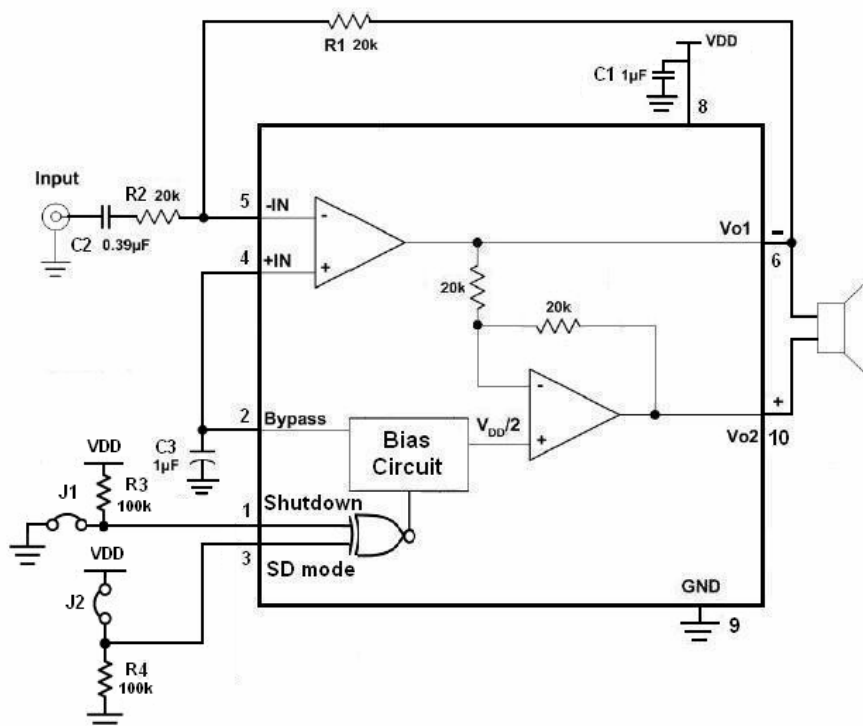 R1 20k
VDD
C1 1µF
8
Input
R2 20k
5
-IN
-
C2 0.39µF
4
+IN
+
Vo1
-
6
20k
20k
-
+
2
Bypass
Bias
Circuit
V_DD/2
+
Vo2
10
C3
1µF
VDD
R3
100k
J1
1
Shutdown
3
SD mode
VDD
J2
GND
9
R4
100k